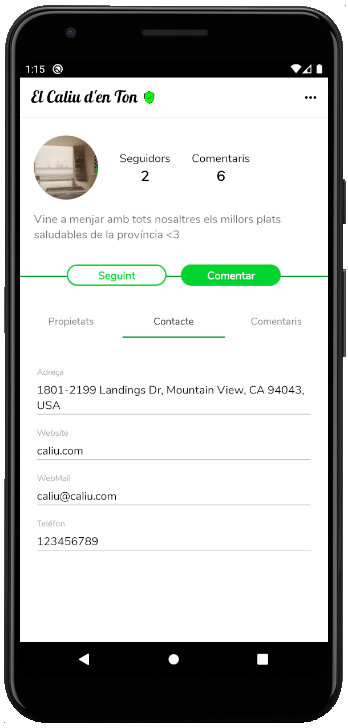 1:15
El Caliu d'en Ton
Seguidors Comentaris
2 6
Vine a menjar amb tots nosaltres els millors plats
saludables de la província <3
Seguint Comentar
Propietats Contacte Comentaris
Adreça
1801-2199 Landings Dr, Mountain View, CA 94043,
USA
Website
caliu.com
WebMail
caliu@caliu.com
Telèfon
123456789